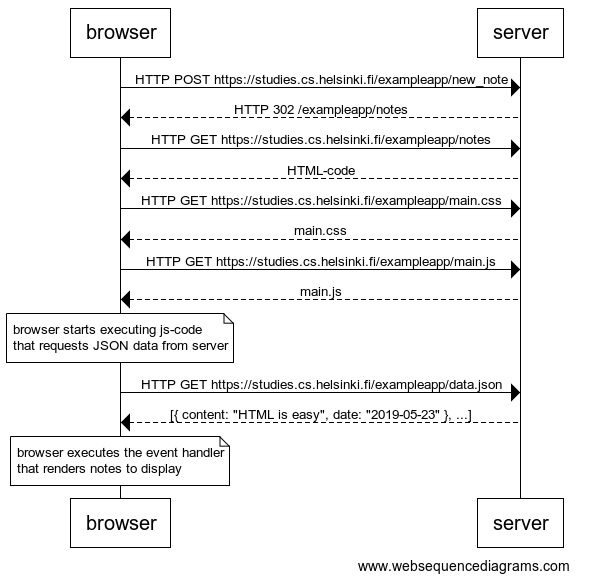 browser
server
HTTP POST https://studies.cs.helsinki.fi/exampleapp/new_note
HTTP 302 /exampleapp/notes
HTTP GET https://studies.cs.helsinki.fi/exampleapp/notes
HTML-code
HTTP GET https://studies.cs.helsinki.fi/exampleapp/main.css
main.css
HTTP GET https://studies.cs.helsinki.fi/exampleapp/main.js
main.js
browser starts executing js-code
that requests JSON data from server
HTTP GET https://studies.cs.helsinki.fi/exampleapp/data.json
[{ content: "HTML is easy", date: "2019-05-23" }, ...]
browser executes the event handler
that renders notes to display
browser
server
www.websequencediagrams.com